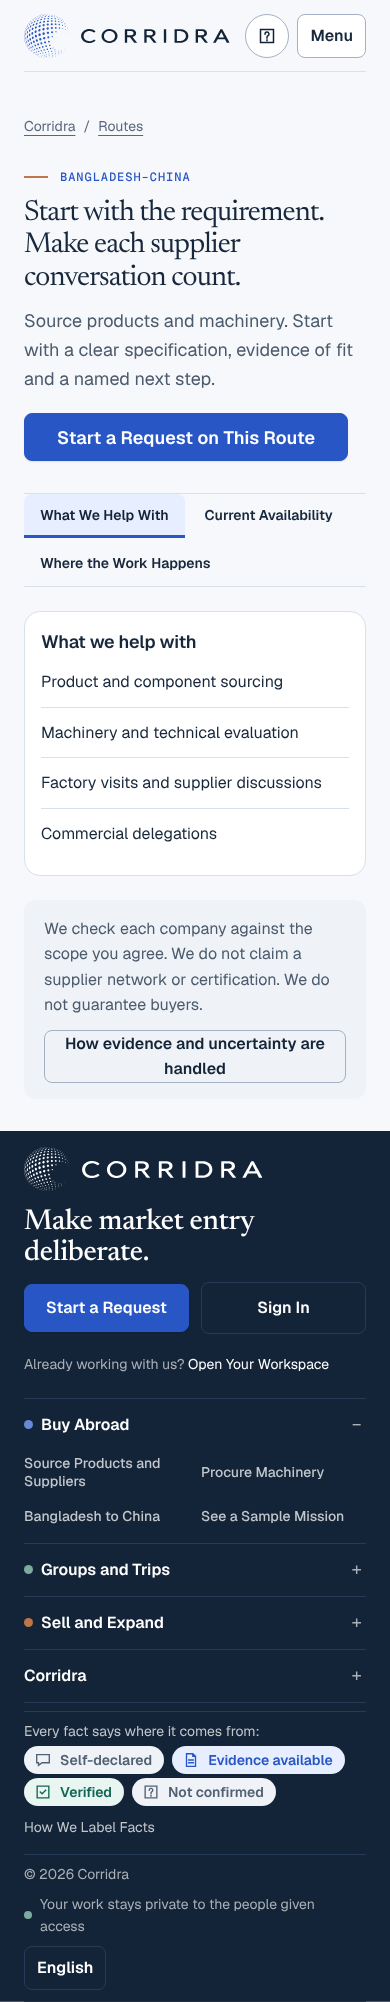 CORRIDRA
Menu
Corridra / Routes
BANGLADESH–CHINA
Start with the requirement.
Make each supplier
conversation count.
Source products and machinery. Start
with a clear specification, evidence of fit
and a named next step.
Start a Request on This Route
What We Help With
Current Availability
Where the Work Happens
What we help with
Product and component sourcing
Machinery and technical evaluation
Factory visits and supplier discussions
Commercial delegations
We check each company against the
scope you agree. We do not claim a
supplier network or certification. We do
not guarantee buyers.
How evidence and uncertainty are
handled
CORRIDRA
Make market entry
deliberate.
Start a Request
Sign In
Already working with us? Open Your Workspace
Buy Abroad −
Source Products and
Suppliers
Procure Machinery
Bangladesh to China
See a Sample Mission
Groups and Trips +
Sell and Expand +
Corridra +
Every fact says where it comes from:
Self-declared
Evidence available
Verified
Not confirmed
How We Label Facts
© 2026 Corridra
Your work stays private to the people given
access
English